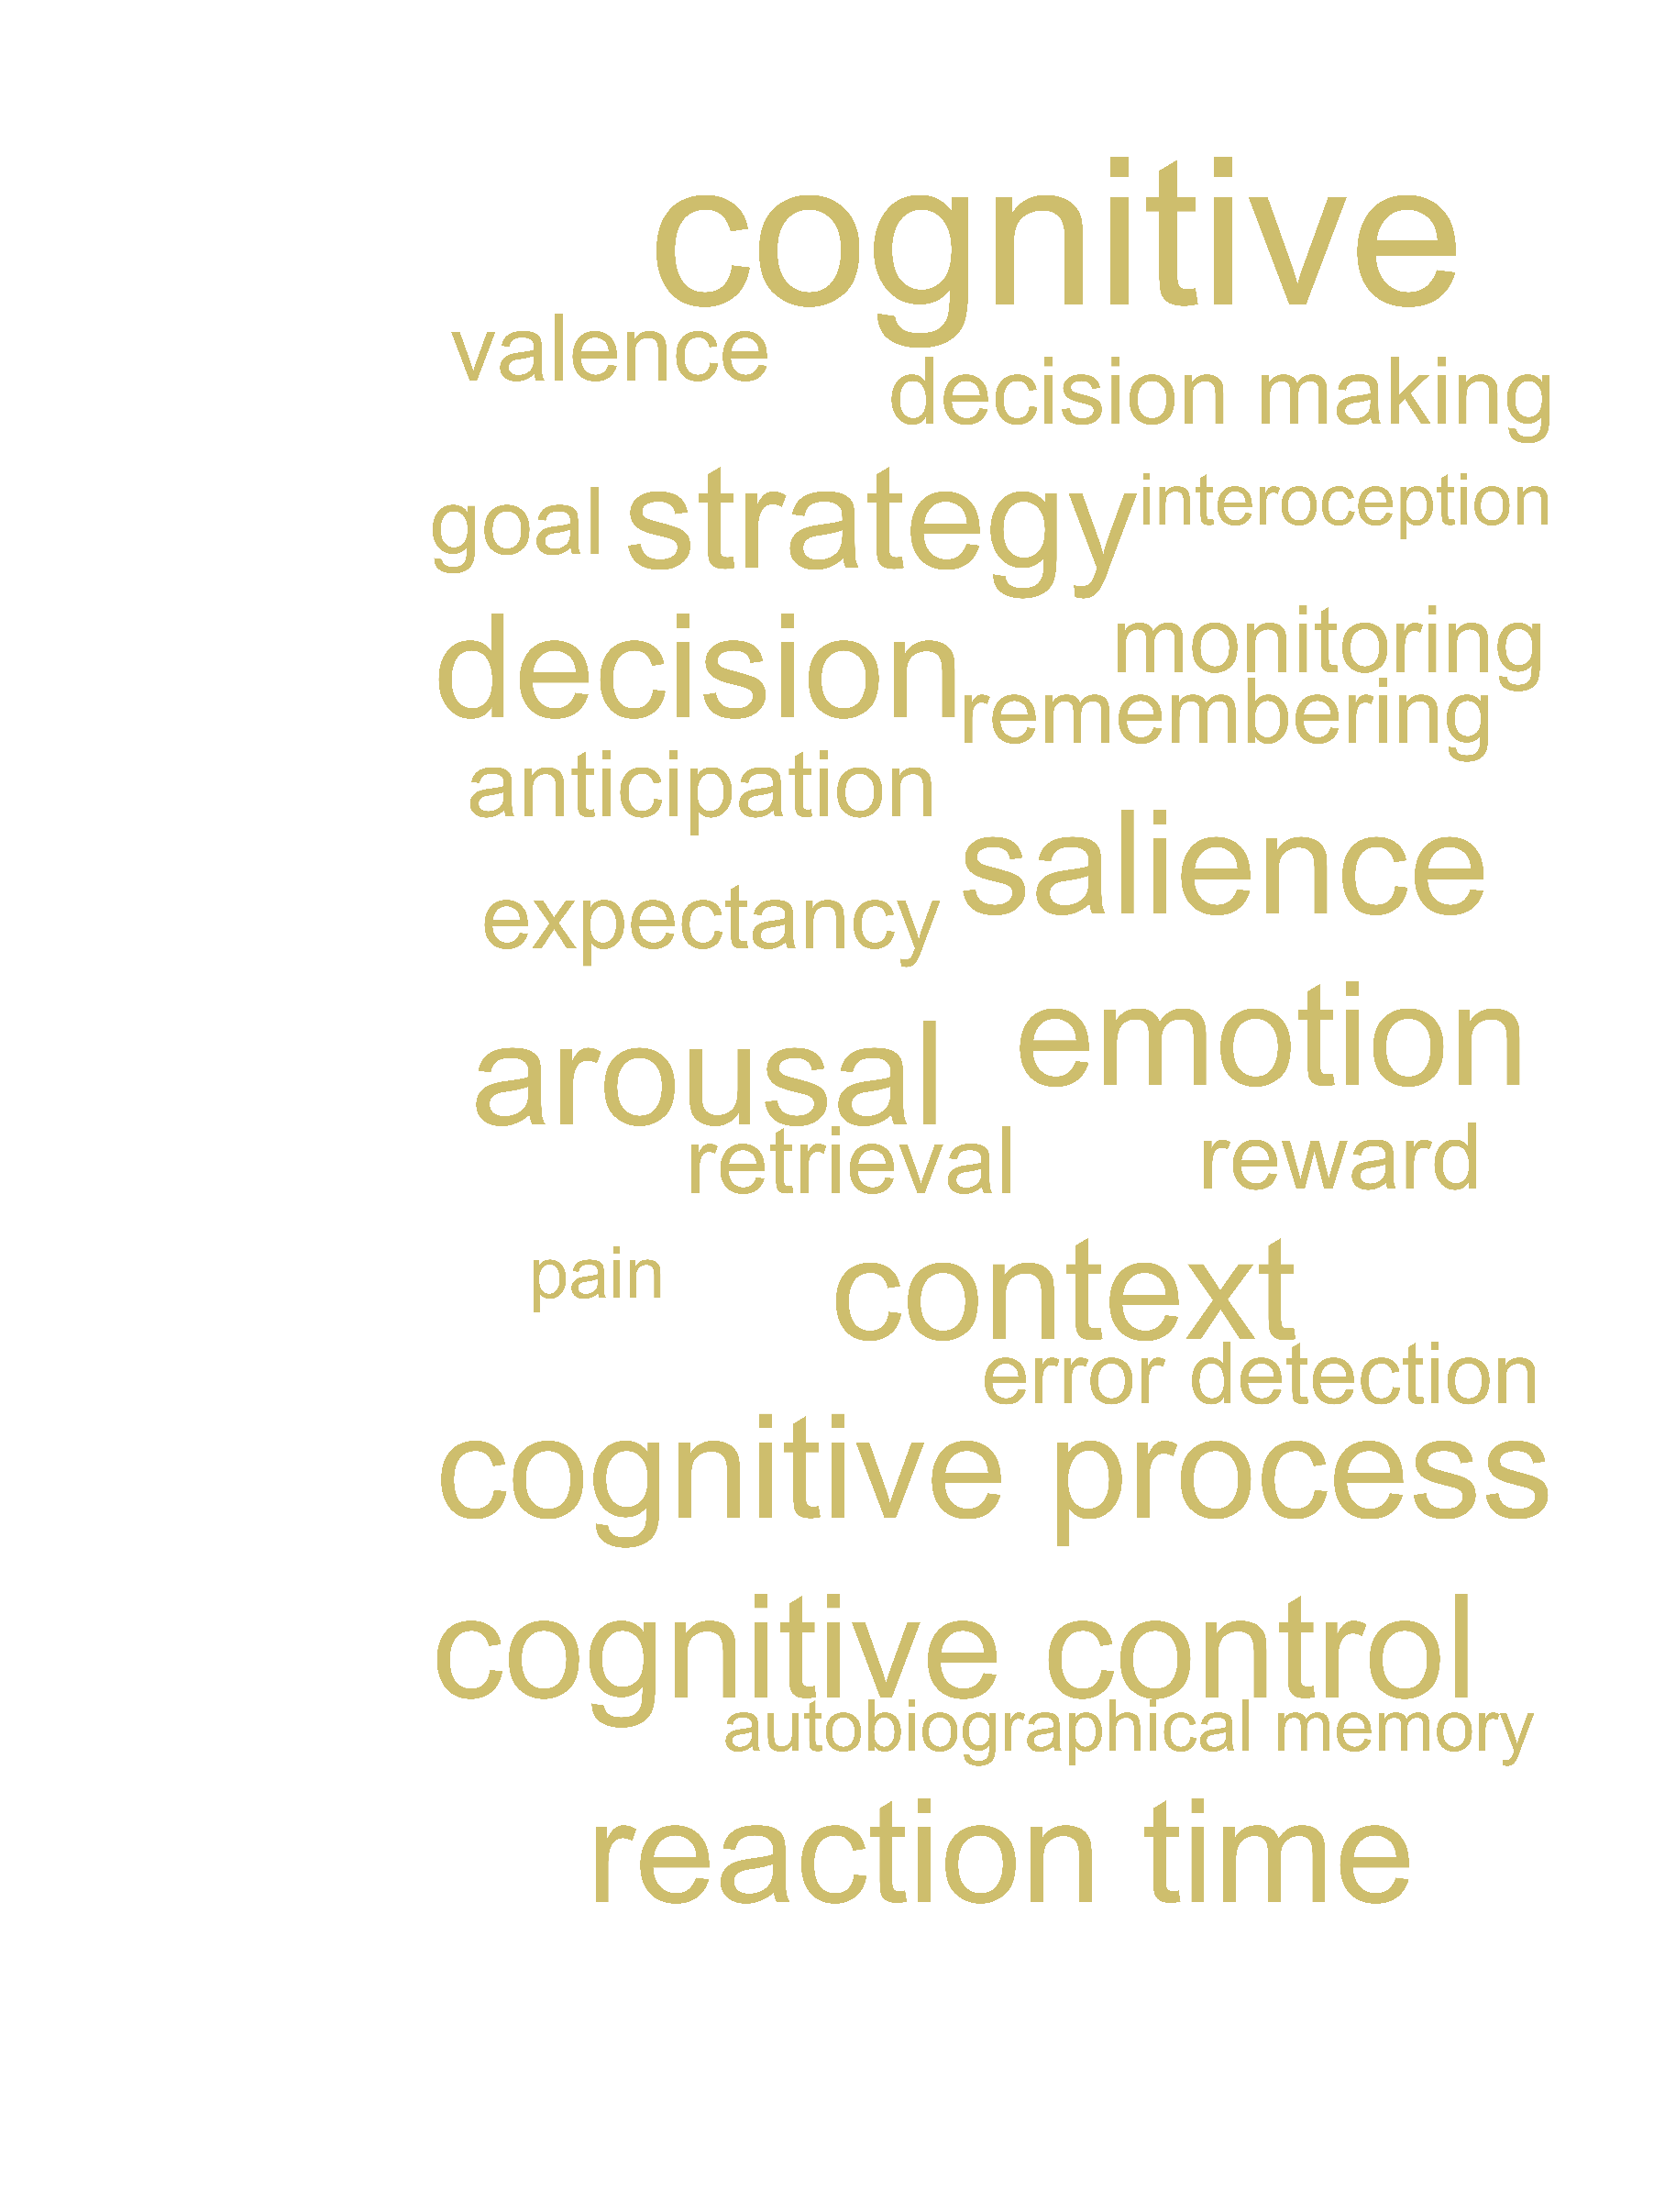 cognitive
valence
decision making
goal
strategy
interoception
decision
monitoring
remembering
anticipation
salience
expectancy
emotion
arousal
retrieval
reward
pain
context
error detection
cognitive process
cognitive control
autobiographical memory
reaction time